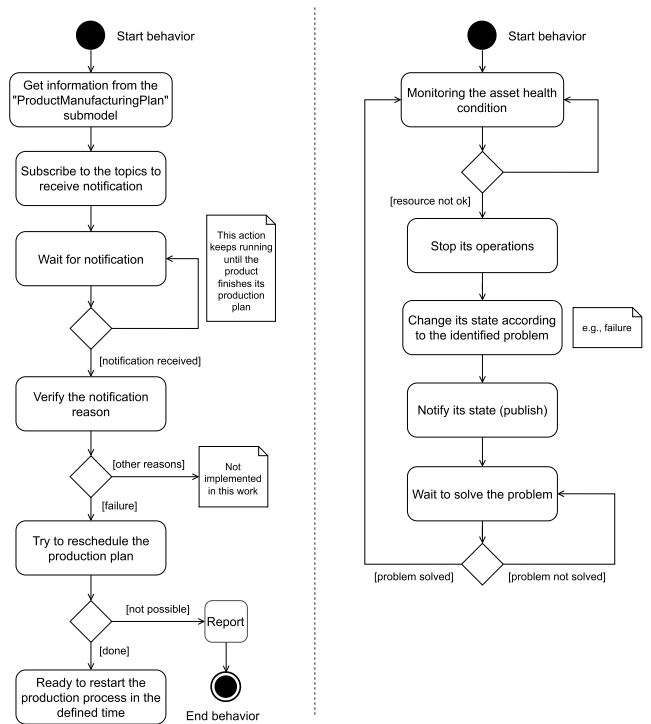 Start behavior
Get information from the
"ProductManufacturingPlan"
submodel
Subscribe to the topics to
receive notification
Wait for notification
This action
keeps running
until the
product
finishes its
production
plan
[notification received]
Verify the notification
reason
[other reasons]
Not
implemented
in this work
[failure]
Try to reschedule the
production plan
[not possible]
Report
[done]
Ready to restart the
production process in the
defined time
End behavior
Start behavior
Monitoring the asset health
condition
[resource not ok]
Stop its operations
Change its state according
to the identified problem
e.g., failure
Notify its state (publish)
Wait to solve the problem
[problem solved]
[problem not solved]